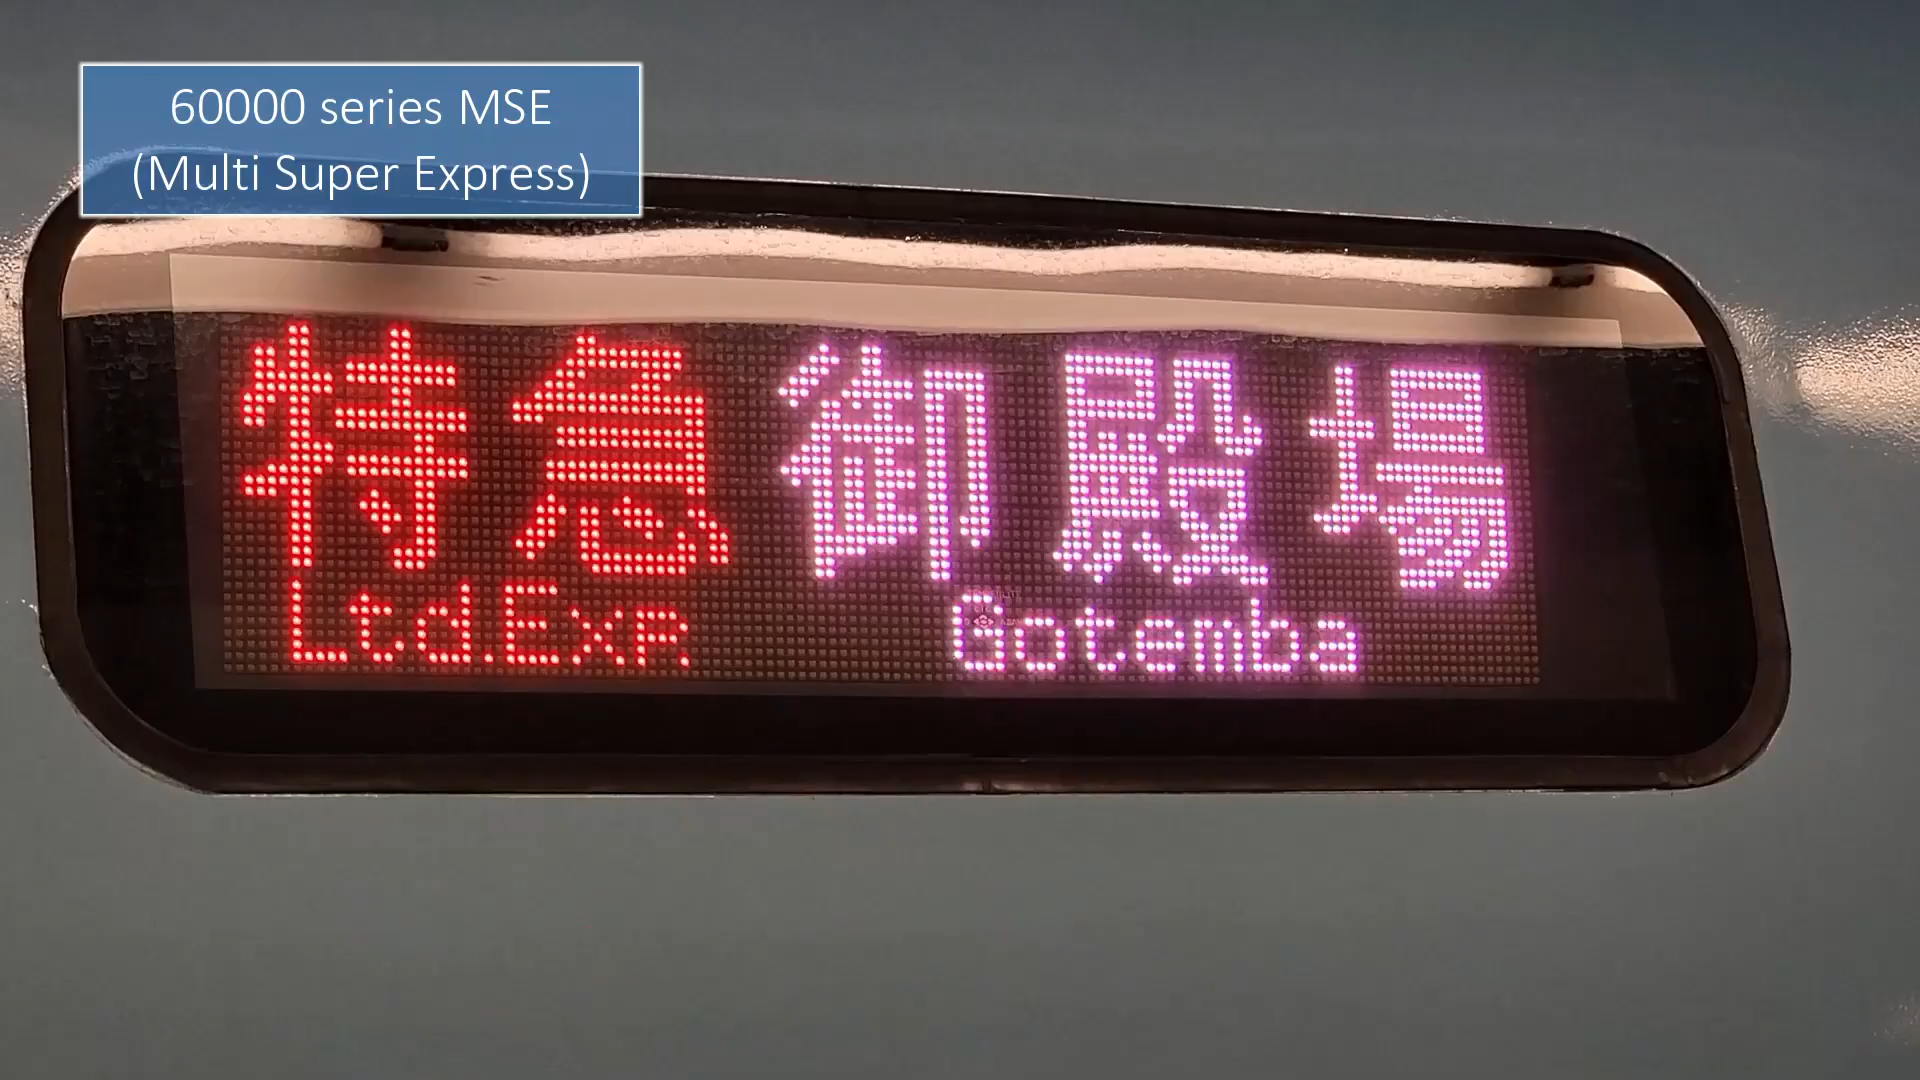 60000 series MSE
(Multi Super Express)
特急 御殿場
Ltd.Exp. Gotemba